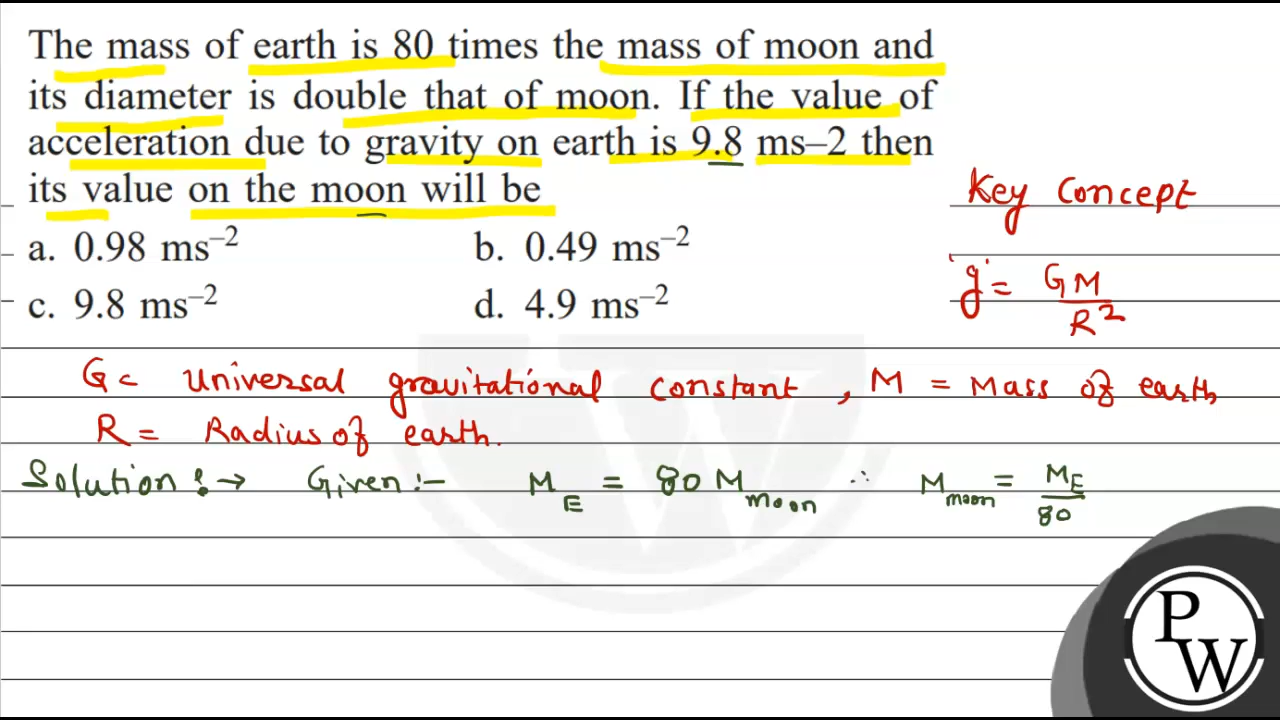 The mass of earth is 80 times the mass of moon and
its diameter is double that of moon. If the value of
acceleration due to gravity on earth is 9.8 ms–2 then
its value on the moon will be
a. 0.98 ms⁻² b. 0.49 ms⁻²
c. 9.8 ms⁻² d. 4.9 ms⁻²
Key Concept
'g' = GM/R²
G = Universal gravitational constant, M = Mass of earth,
R = Radius of earth.
Solution :→ Given :- M_E = 80 M_moon ∴ M_moon = M_E/80
PW